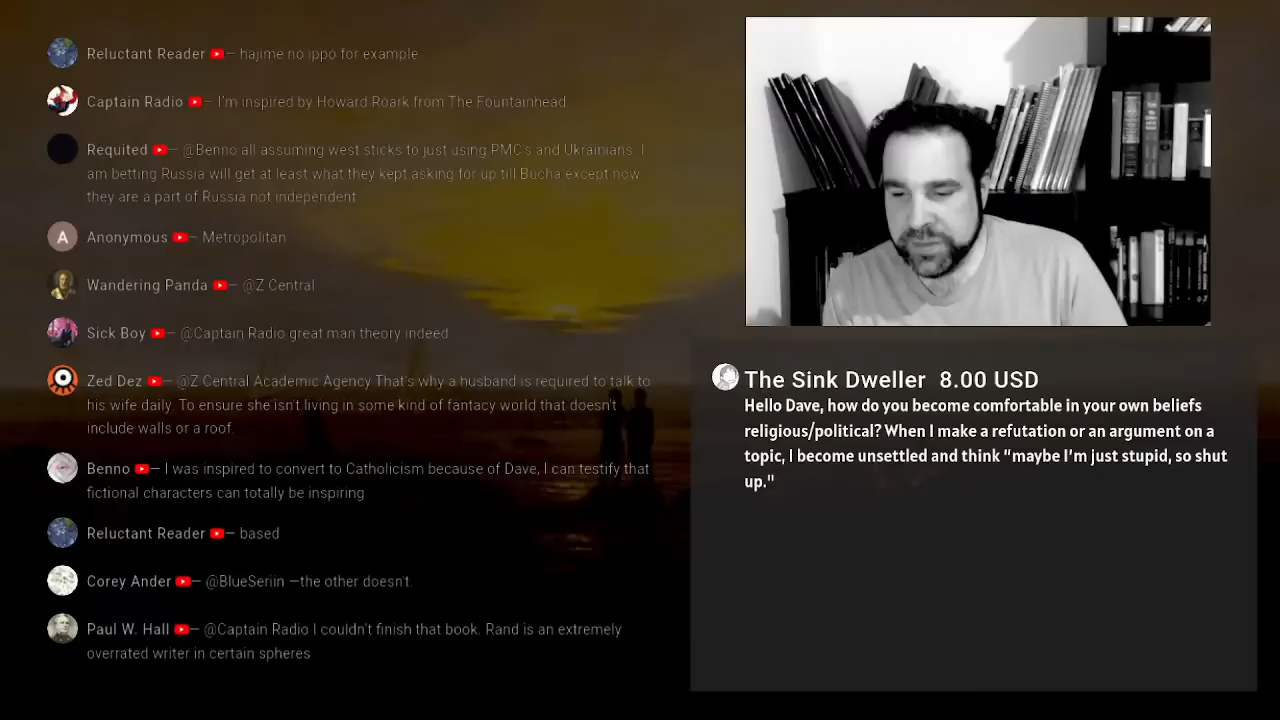 Reluctant Reader — hajime no ippo for example
Captain Radio — I'm inspired by Howard Roark from The Fountainhead
Requited — @Benno all assuming west sticks to just using PMC's and Ukrainians. I
am betting Russia will get at least what they kept asking for up till Bucha except now
they are a part of Russia not independent
A
Anonymous — Metropolitan
Wandering Panda — @Z Central
Sick Boy — @Captain Radio great man theory indeed
Zed Dez — @Z Central Academic Agency That's why a husband is required to talk to
his wife daily. To ensure she isn't living in some kind of fantacy world that doesn't
include walls or a roof.
Benno — I was inspired to convert to Catholicism because of Dave, I can testify that
fictional characters can totally be inspiring
Reluctant Reader — based
Corey Ander — @BlueSeriin —the other doesn't.
Paul W. Hall — @Captain Radio I couldn't finish that book. Rand is an extremely
overrated writer in certain spheres
The Sink Dweller 8.00 USD
Hello Dave, how do you become comfortable in your own beliefs
religious/political? When I make a refutation or an argument on a
topic, I become unsettled and think "maybe I'm just stupid, so shut
up."